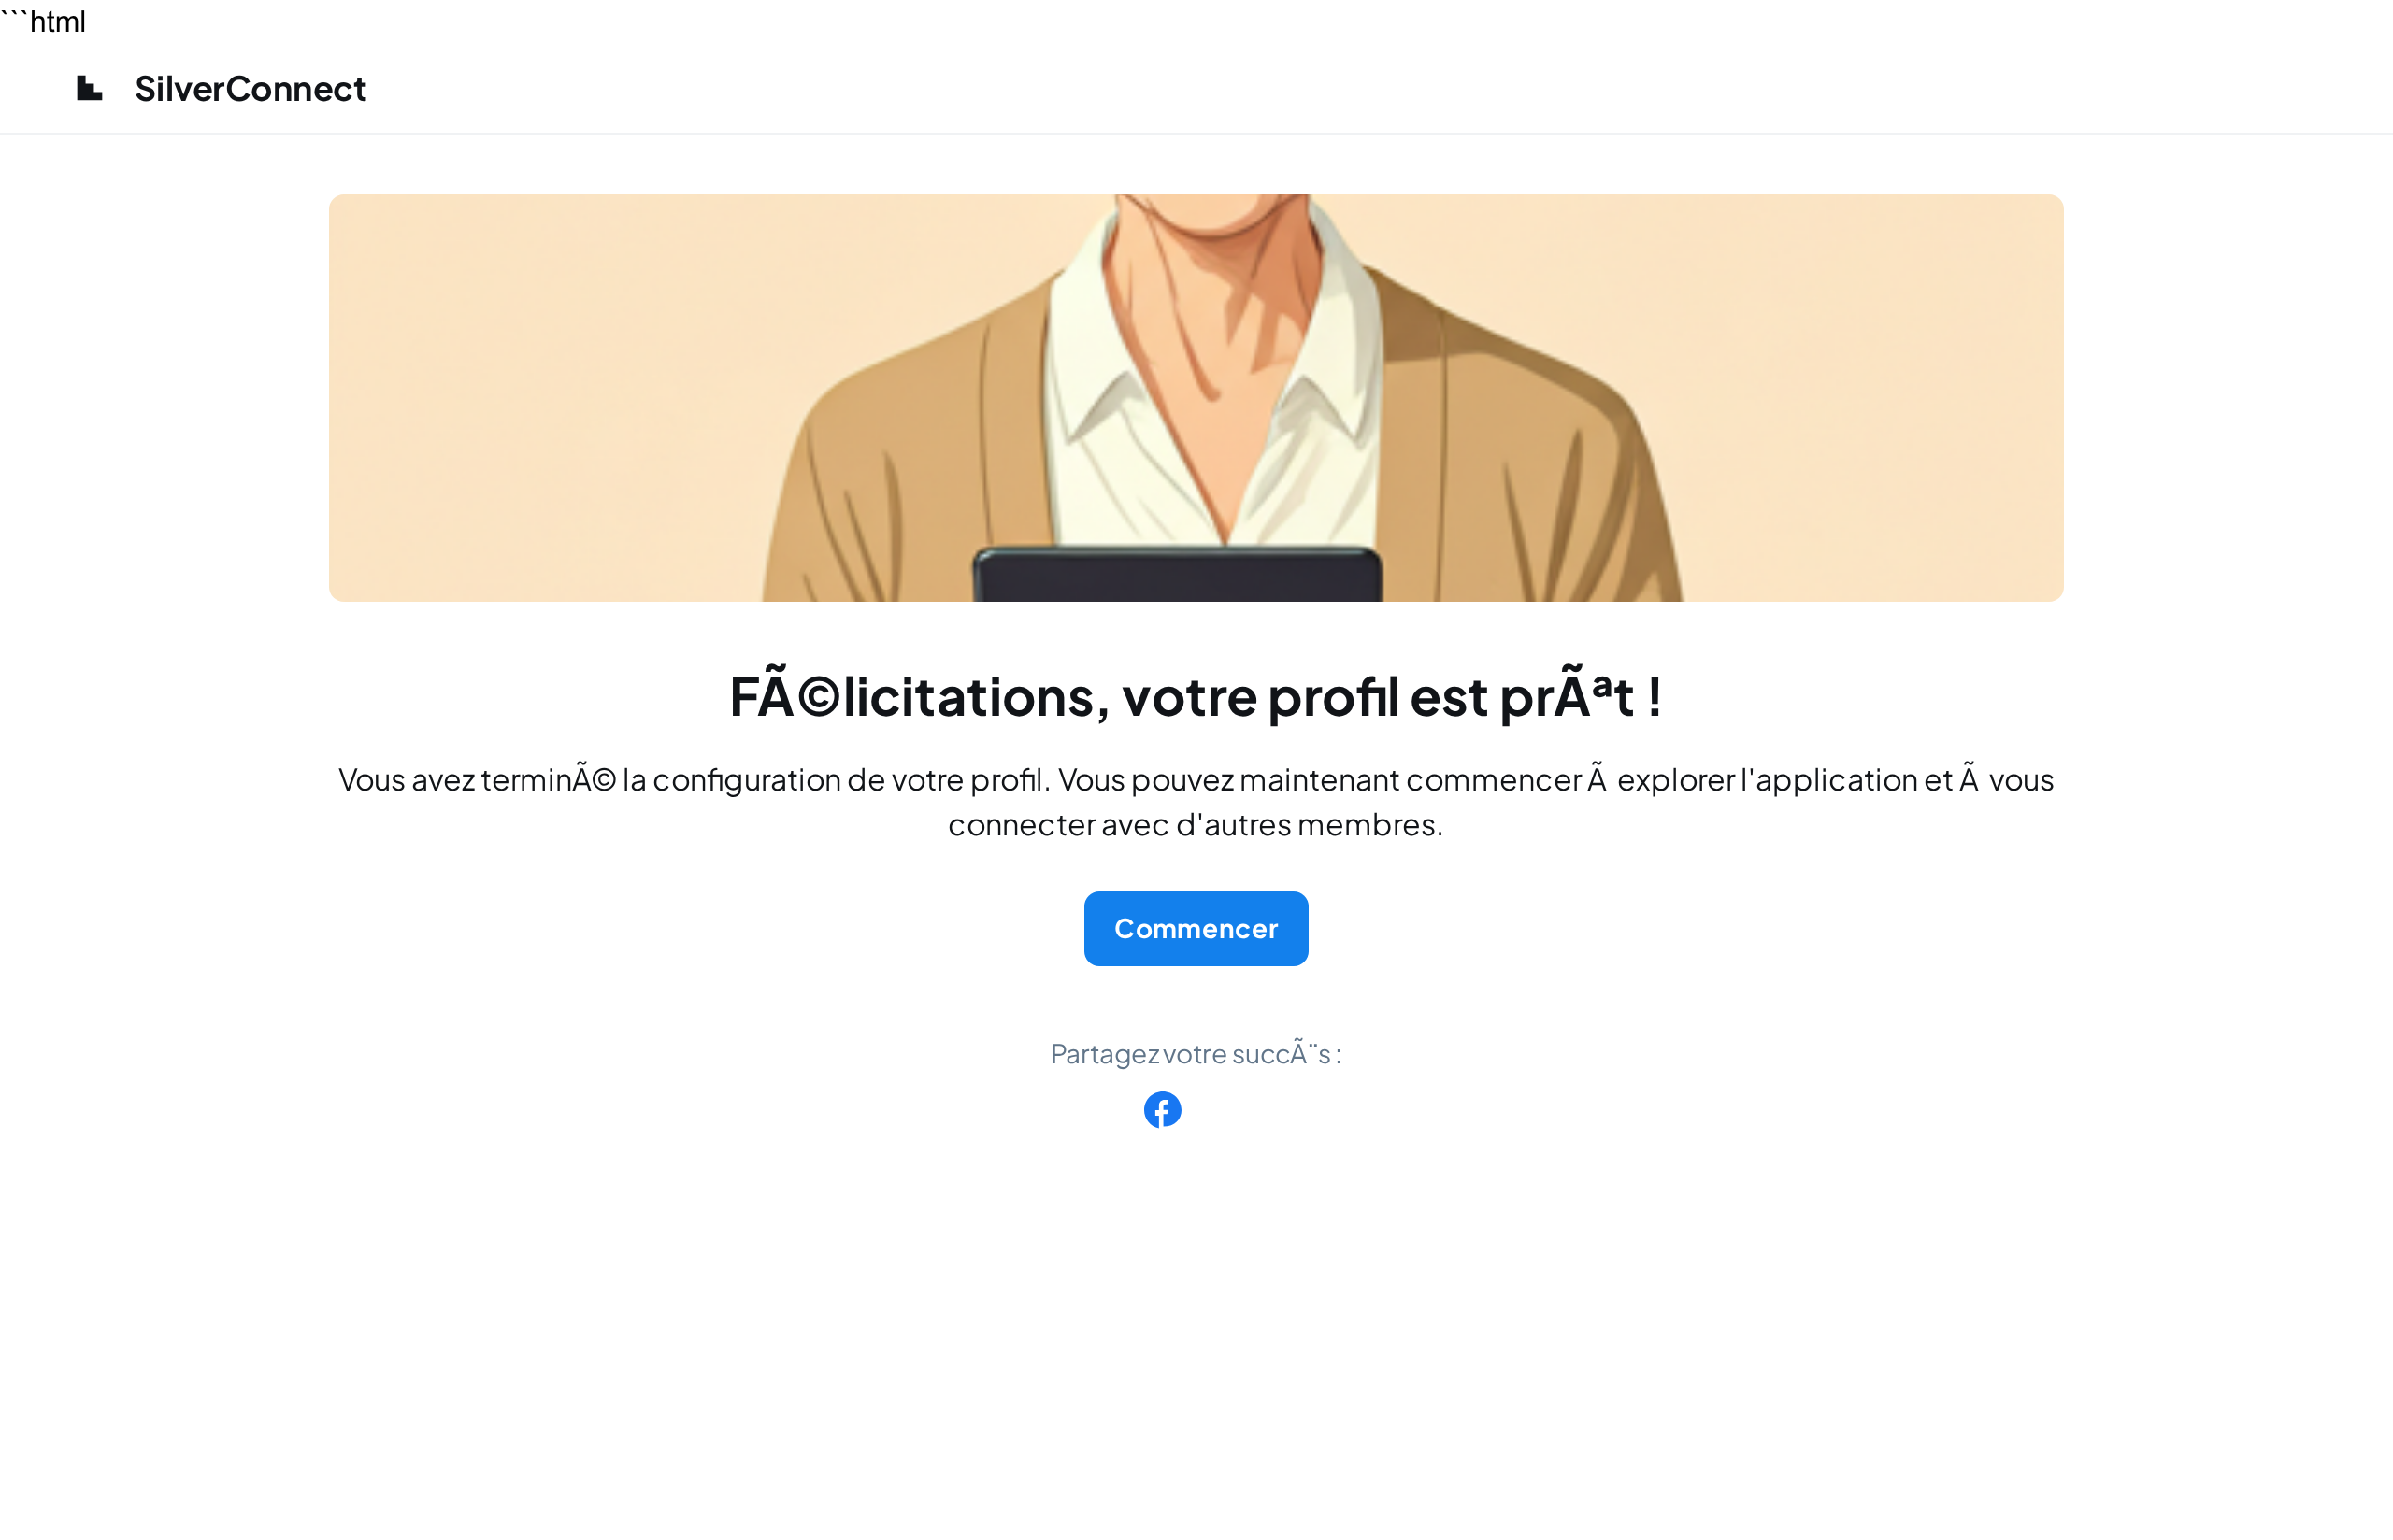 ```html
SilverConnect
FÃ©licitations, votre profil est prÃªt !
Vous avez terminÃ© la configuration de votre profil. Vous pouvez maintenant commencer Ã  explorer l'application et Ã  vous
connecter avec d'autres membres.
Commencer
Partagez votre succÃ¨s :